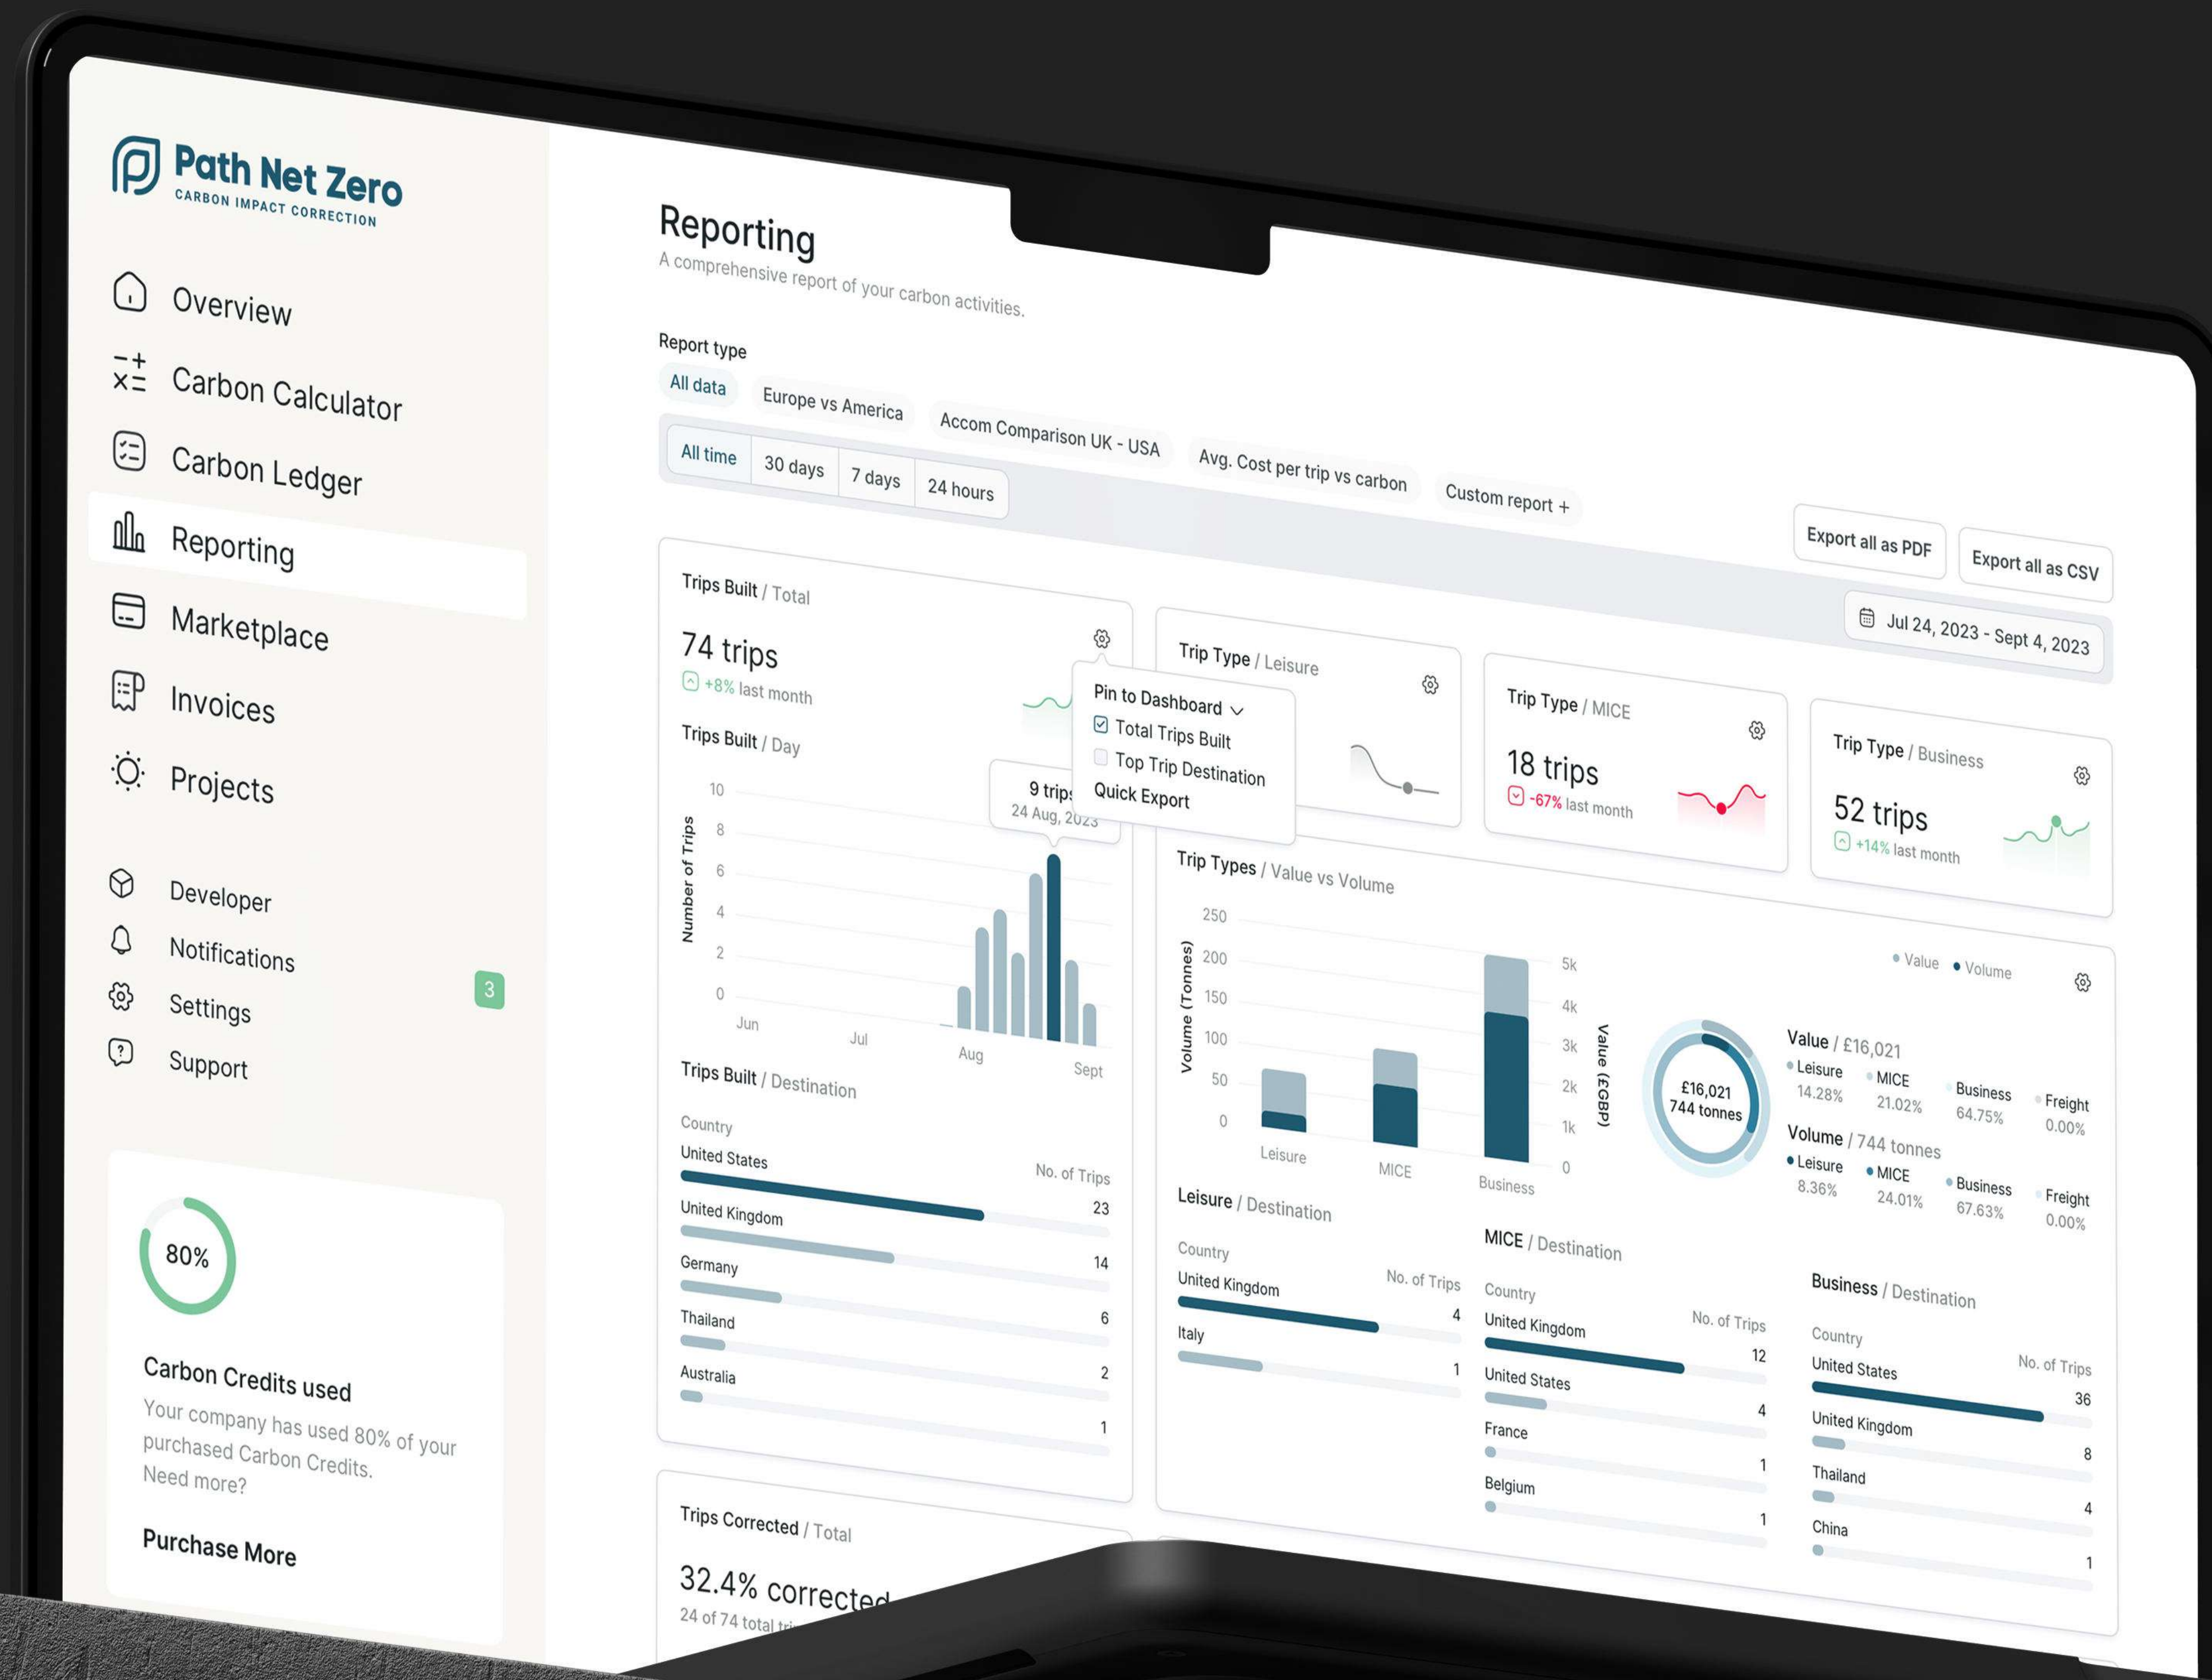 Path Net Zero
CARBON IMPACT CORRECTION
Overview
Carbon Calculator
Carbon Ledger
Reporting
Marketplace
Invoices
Projects
Developer
Notifications
3
Settings
Support
80%
Carbon Credits used
Your company has used 80% of your
purchased Carbon Credits.
Need more?
Purchase More
Reporting
A comprehensive report of your carbon activities.
Report type
All data
Europe vs America
Accom Comparison UK - USA
Avg. Cost per trip vs carbon
Custom report +
Export all as PDF
Export all as CSV
All time
30 days
7 days
24 hours
Jul 24, 2023 - Sept 4, 2023
Trips Built / Total
74 trips
+8% last month
Pin to Dashboard
Total Trips Built
Top Trip Destination
Quick Export
Trips Built / Day
9 trips
24 Aug, 2023
Number of Trips
10
8
6
4
2
0
Jun
Jul
Aug
Sept
Trips Built / Destination
Country
No. of Trips
United States
23
United Kingdom
14
Germany
6
Thailand
2
Australia
1
Trips Corrected / Total
32.4% corrected
24 of 74 total
Trip Type / Leisure
Trip Type / MICE
18 trips
-67% last month
Trip Type / Business
52 trips
+14% last month
Trip Types / Value vs Volume
Value
Volume
Volume (Tonnes)
250
200
150
100
50
0
5k
4k
3k
2k
1k
0
Value (£GBP)
Leisure
MICE
Business
£16,021
744 tonnes
Value / £16,021
Leisure
14.28%
MICE
21.02%
Business
64.75%
Freight
0.00%
Volume / 744 tonnes
Leisure
8.36%
MICE
24.01%
Business
67.63%
Freight
0.00%
Leisure / Destination
Country
No. of Trips
United Kingdom
4
Italy
1
MICE / Destination
Country
No. of Trips
United Kingdom
12
United States
4
France
1
Belgium
1
Business / Destination
Country
No. of Trips
United States
36
United Kingdom
8
Thailand
4
China
1